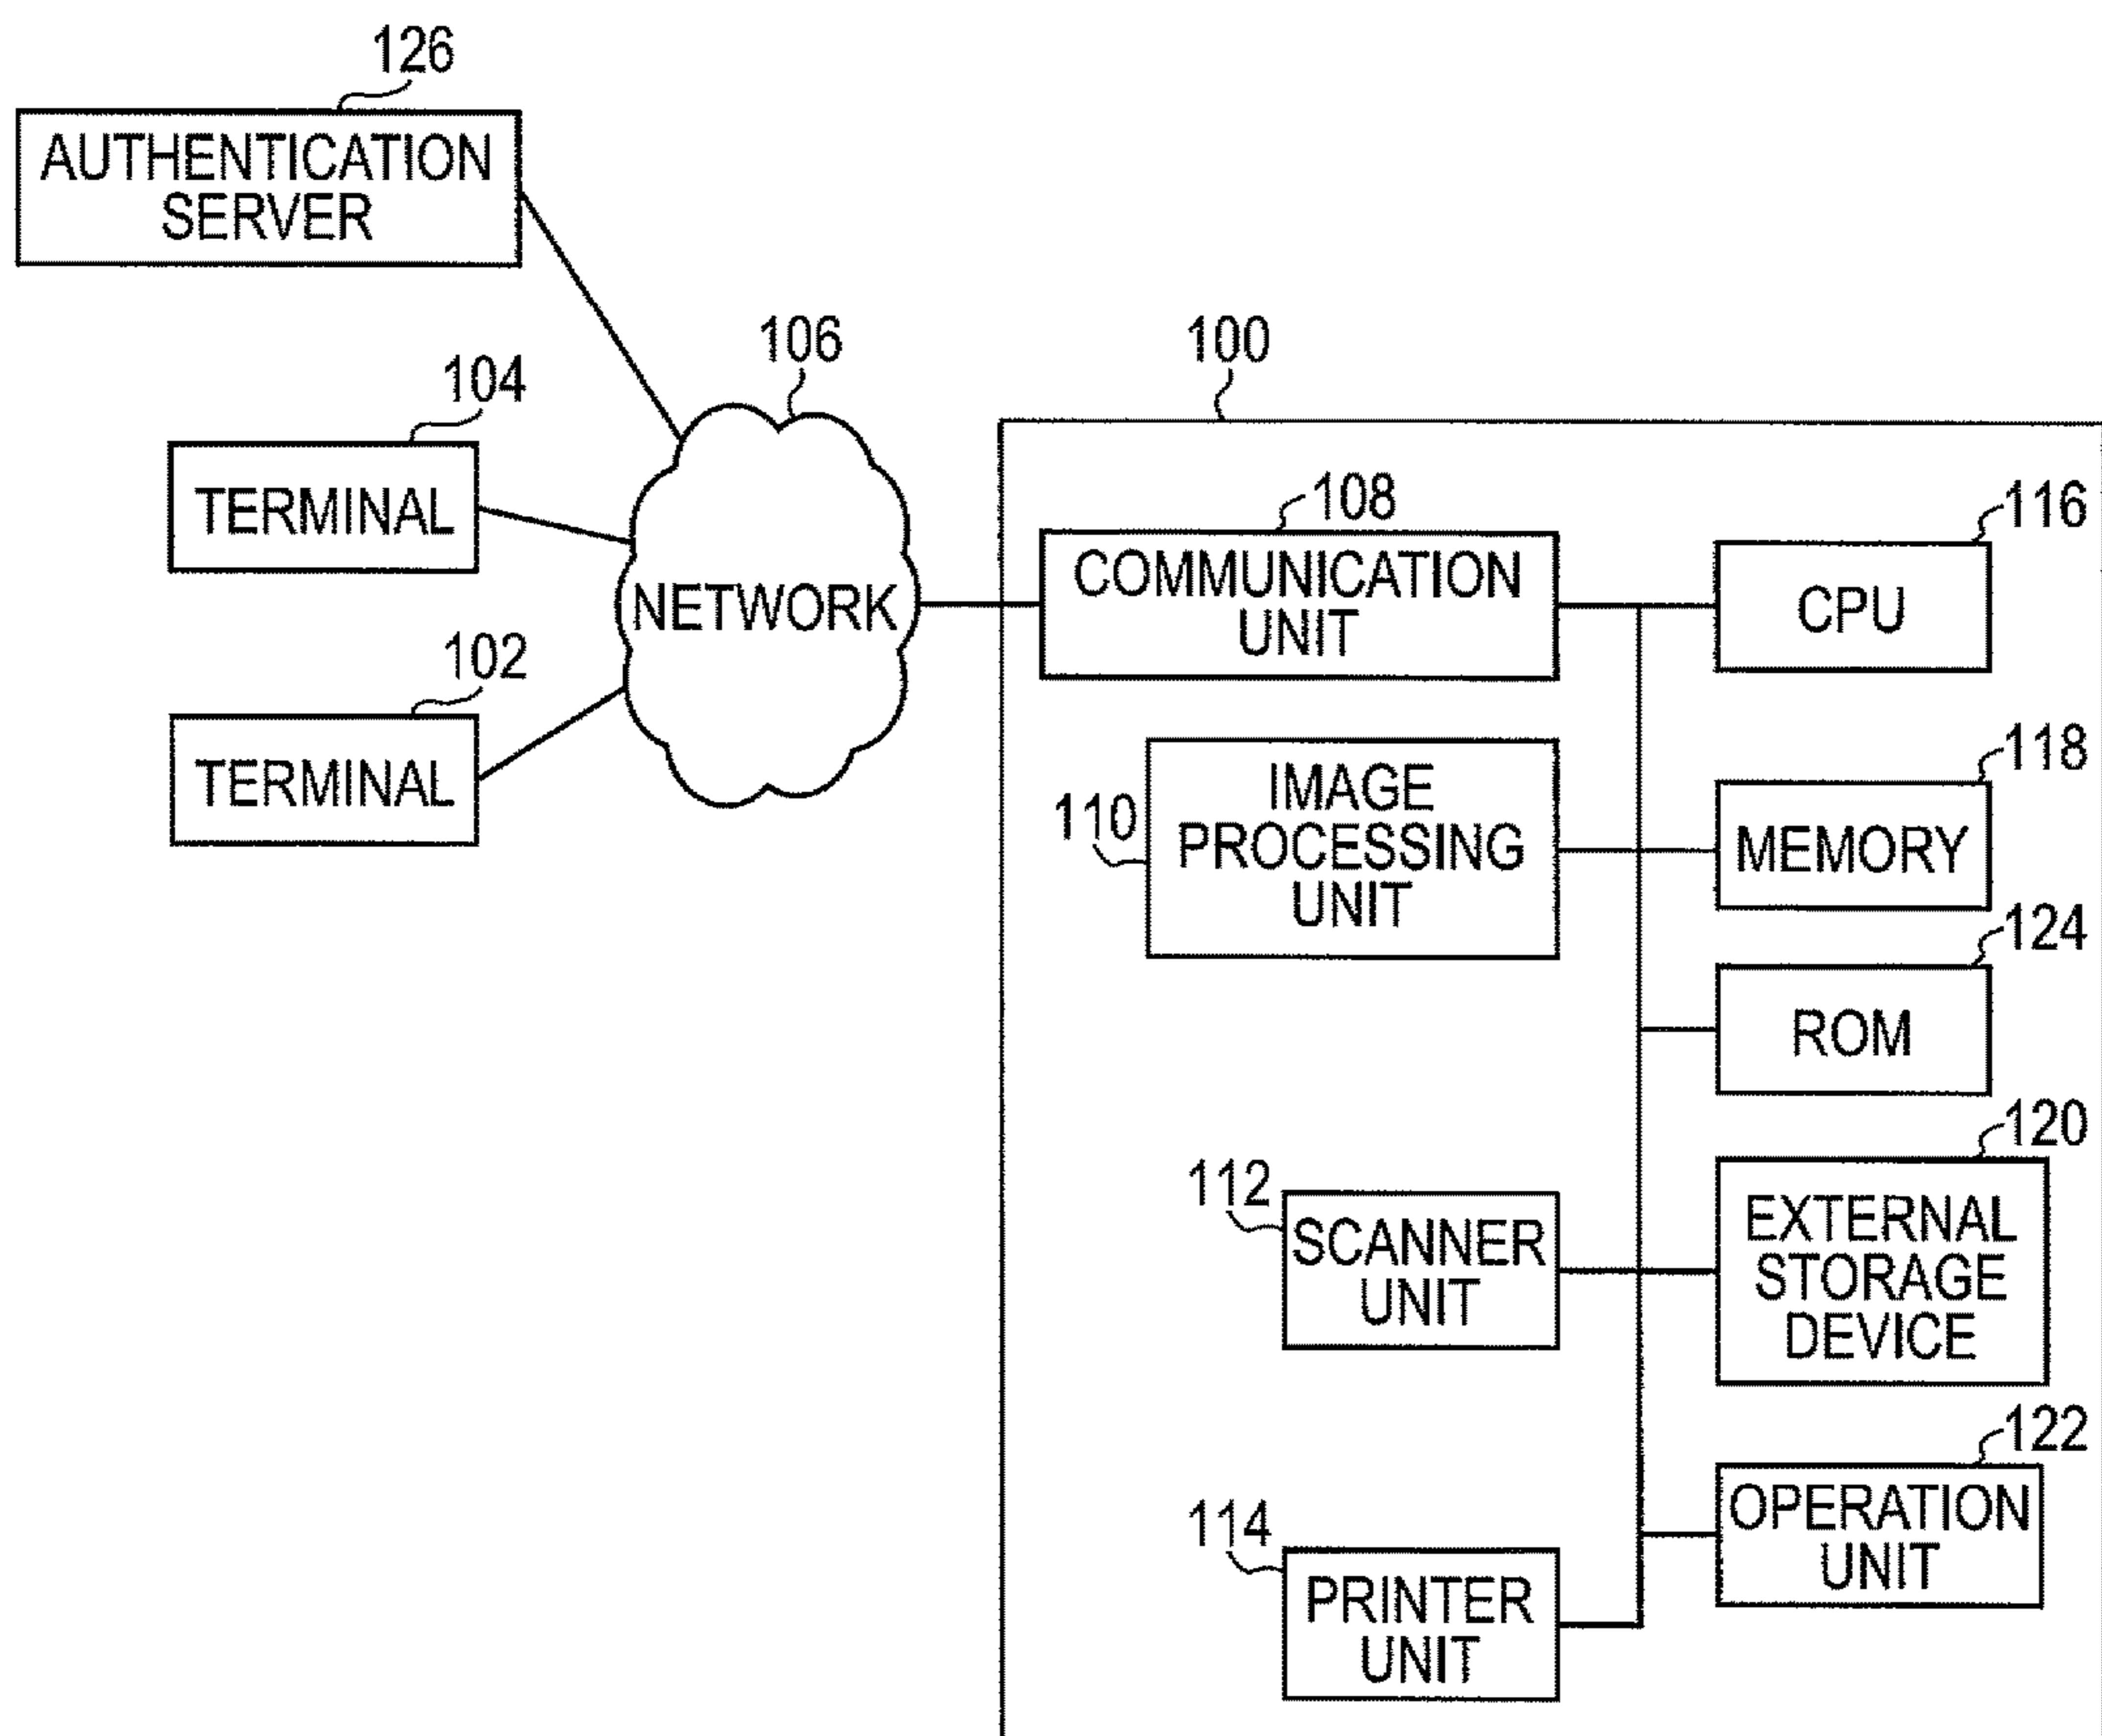 126
AUTHENTICATION
SERVER
104
TERMINAL
102
TERMINAL
106
NETWORK
100
108
COMMUNICATION
UNIT
110
IMAGE
PROCESSING
UNIT
112
SCANNER
UNIT
114
PRINTER
UNIT
116
CPU
118
MEMORY
124
ROM
120
EXTERNAL
STORAGE
DEVICE
122
OPERATION
UNIT